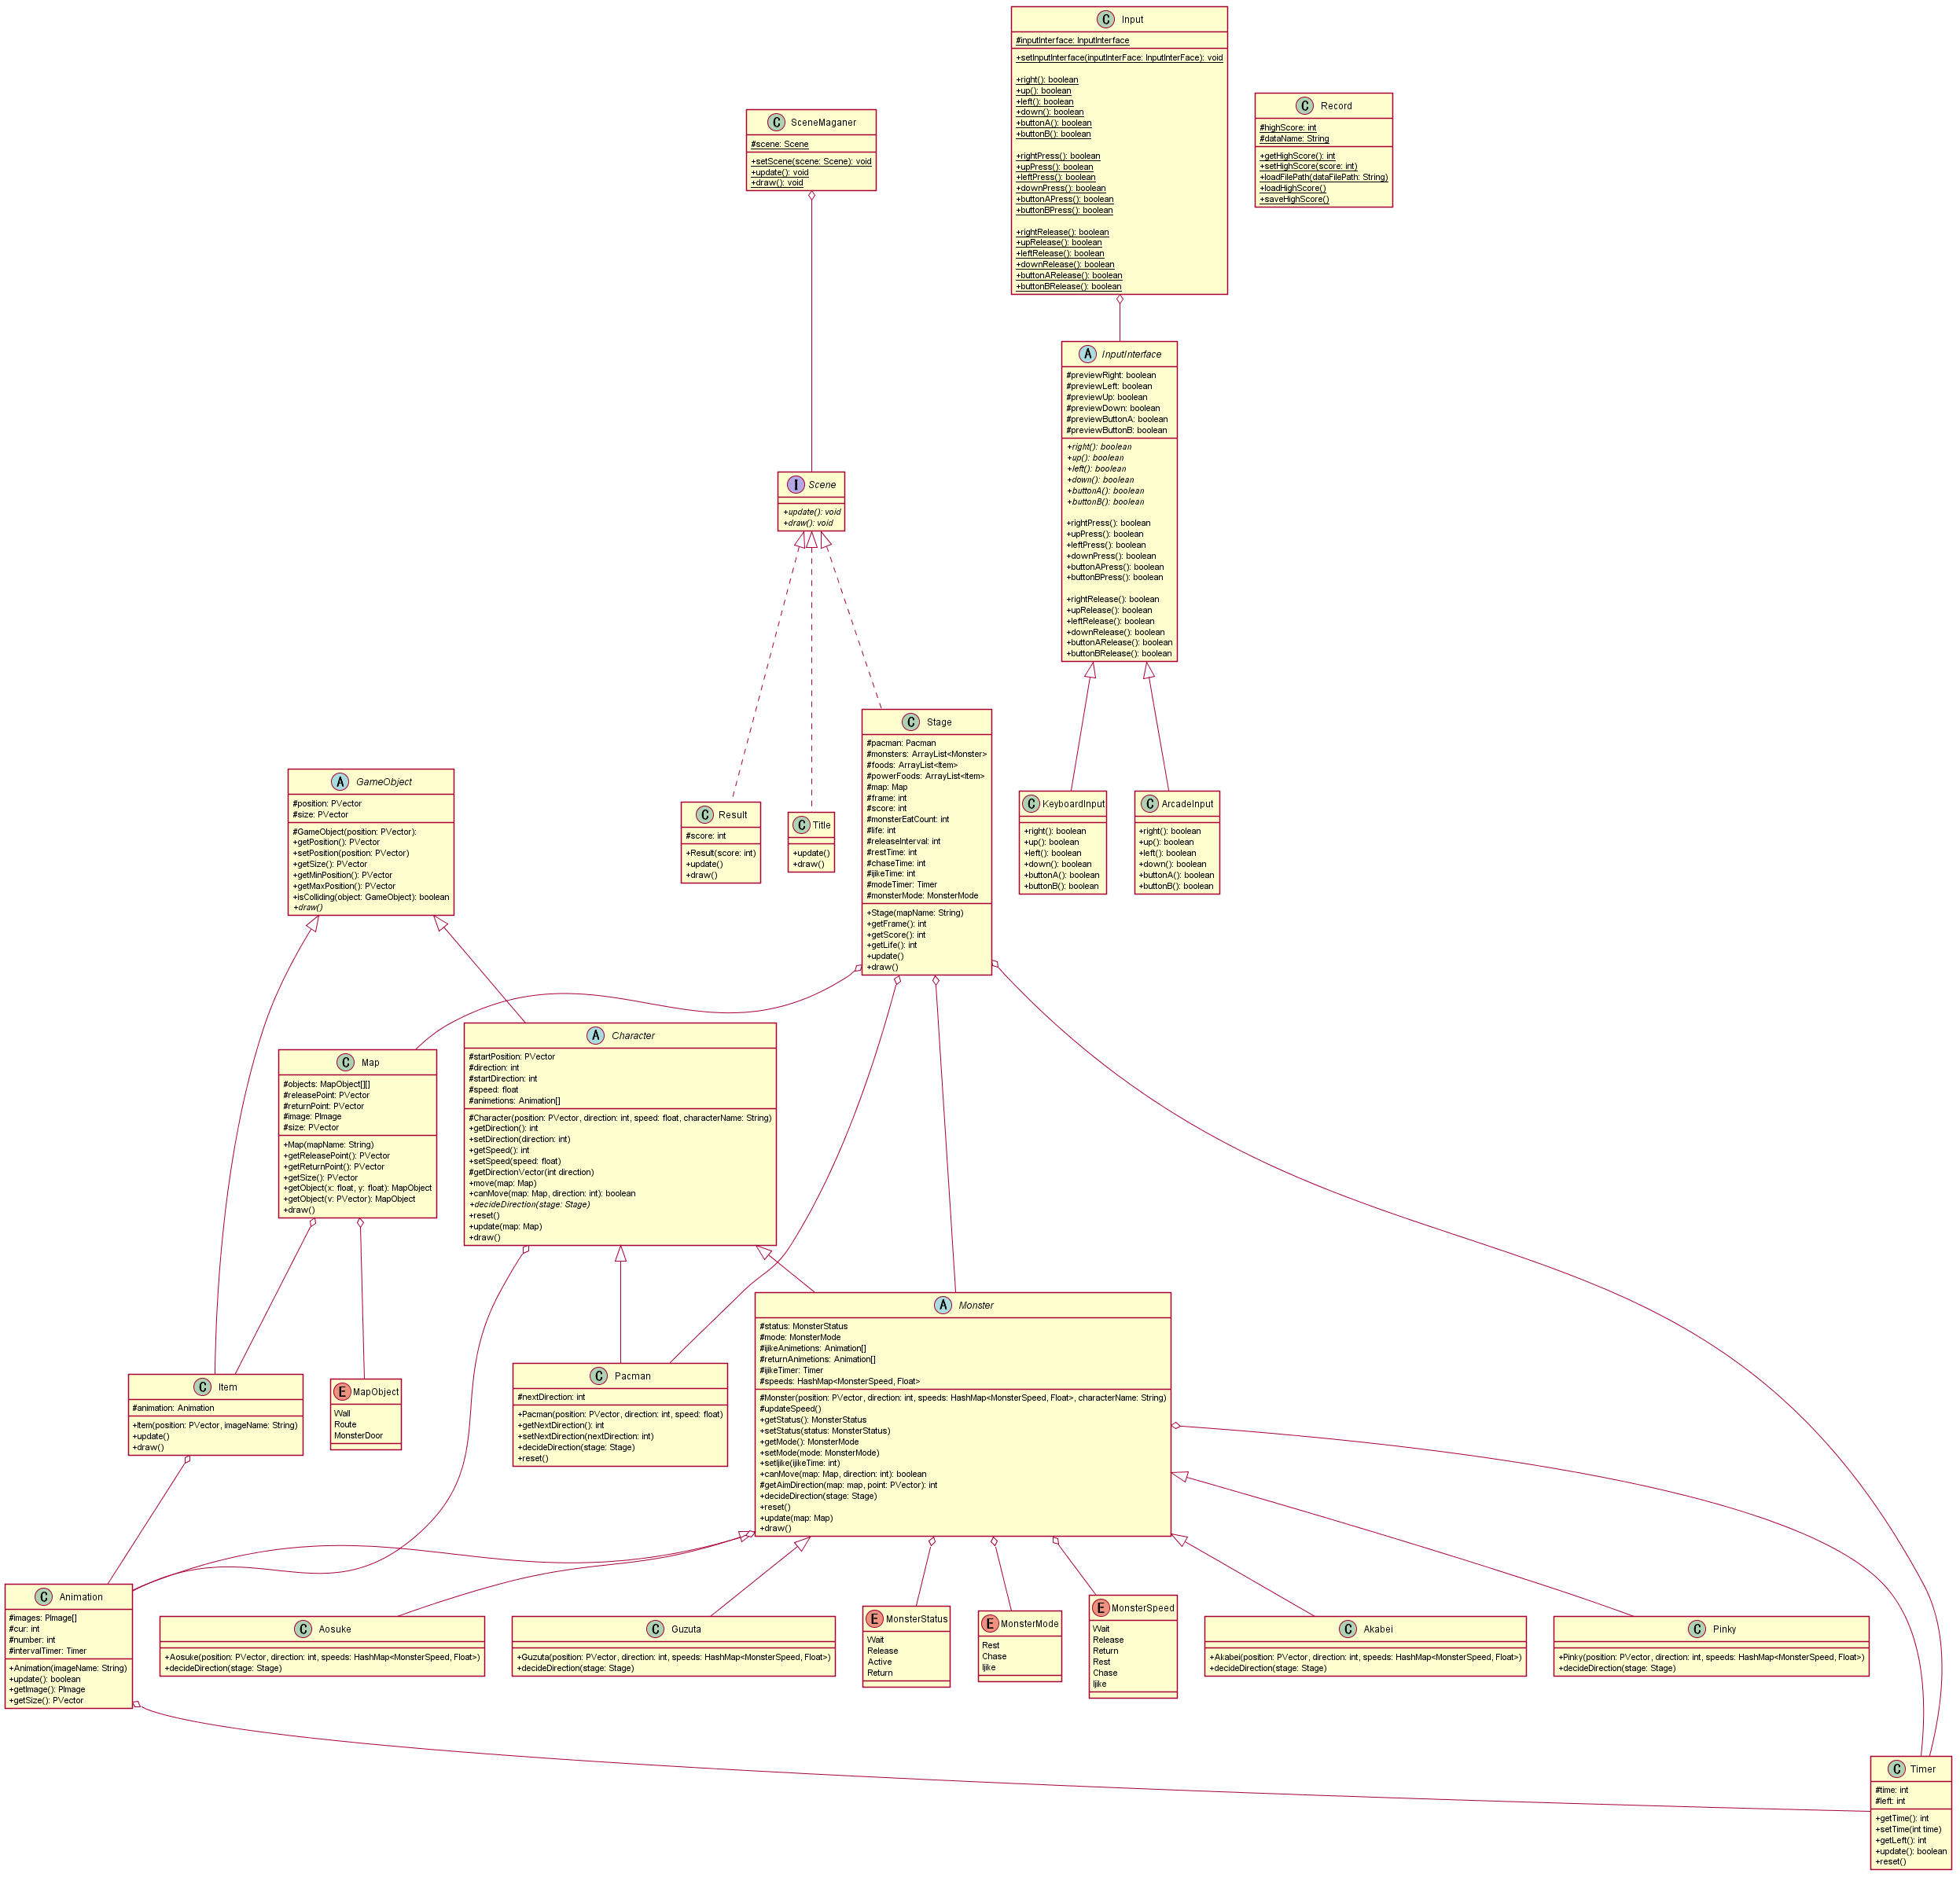 C Input
#inputInterface: InputInterface
+setInputInterface(inputInterFace: InputInterFace): void
+right(): boolean
+up(): boolean
+left(): boolean
+down(): boolean
+buttonA(): boolean
+buttonB(): boolean
+rightPress(): boolean
+upPress(): boolean
+leftPress(): boolean
+downPress(): boolean
+buttonAPress(): boolean
+buttonBPress(): boolean
+rightRelease(): boolean
+upRelease(): boolean
+leftRelease(): boolean
+downRelease(): boolean
+buttonARelease(): boolean
+buttonBRelease(): boolean
C Record
#highScore: int
#dataName: String
+getHighScore(): int
+setHighScore(score: int)
+loadFilePath(dataFilePath: String)
+loadHighScore()
+saveHighScore()
C SceneMaganer
#scene: Scene
+setScene(scene: Scene): void
+update(): void
+draw(): void
A InputInterface
#previewRight: boolean
#previewLeft: boolean
#previewUp: boolean
#previewDown: boolean
#previewButtonA: boolean
#previewButtonB: boolean
+right(): boolean
+up(): boolean
+left(): boolean
+down(): boolean
+buttonA(): boolean
+buttonB(): boolean
+rightPress(): boolean
+upPress(): boolean
+leftPress(): boolean
+downPress(): boolean
+buttonAPress(): boolean
+buttonBPress(): boolean
+rightRelease(): boolean
+upRelease(): boolean
+leftRelease(): boolean
+downRelease(): boolean
+buttonARelease(): boolean
+buttonBRelease(): boolean
I Scene
+update(): void
+draw(): void
C Stage
#pacman: Pacman
#monsters: ArrayList<Monster>
#foods: ArrayList<Item>
#powerFoods: ArrayList<Item>
#map: Map
#frame: int
#score: int
#monsterEatCount: int
#life: int
#releaseInterval: int
#restTime: int
#chaseTime: int
#ijikeTime: int
#modeTimer: Timer
#monsterMode: MonsterMode
+Stage(mapName: String)
+getFrame(): int
+getScore(): int
+getLife(): int
+update()
+draw()
A GameObject
#position: PVector
#size: PVector
#GameObject(position: PVector):
+getPosition(): PVector
+setPosition(position: PVector)
+getSize(): PVector
+getMinPosition(): PVector
+getMaxPosition(): PVector
+isColliding(object: GameObject): boolean
+draw()
C Result
#score: int
+Result(score: int)
+update()
+draw()
C Title
+update()
+draw()
C KeyboardInput
+right(): boolean
+up(): boolean
+left(): boolean
+down(): boolean
+buttonA(): boolean
+buttonB(): boolean
C ArcadeInput
+right(): boolean
+up(): boolean
+left(): boolean
+down(): boolean
+buttonA(): boolean
+buttonB(): boolean
C Map
#objects: MapObject[][]
#releasePoint: PVector
#returnPoint: PVector
#image: PImage
#size: PVector
+Map(mapName: String)
+getReleasePoint(): PVector
+getReturnPoint(): PVector
+getSize(): PVector
+getObject(x: float, y: float): MapObject
+getObject(v: PVector): MapObject
+draw()
A Character
#startPosition: PVector
#direction: int
#startDirection: int
#speed: float
#animetions: Animation[]
#Character(position: PVector, direction: int, speed: float, characterName: String)
+getDirection(): int
+setDirection(direction: int)
+getSpeed(): int
+setSpeed(speed: float)
#getDirectionVector(int direction)
+move(map: Map)
+canMove(map: Map, direction: int): boolean
+decideDirection(stage: Stage)
+reset()
+update(map: Map)
+draw()
A Monster
#status: MonsterStatus
#mode: MonsterMode
#ijikeAnimetions: Animation[]
#returnAnimetions: Animation[]
#ijikeTimer: Timer
#speeds: HashMap<MonsterSpeed, Float>
#Monster(position: PVector, direction: int, speeds: HashMap<MonsterSpeed, Float>, characterName: String)
#updateSpeed()
+getStatus(): MonsterStatus
+setStatus(status: MonsterStatus)
+getMode(): MonsterMode
+setMode(mode: MonsterMode)
+setIjike(ijikeTime: int)
+canMove(map: Map, direction: int): boolean
#getAimDirection(map: map, point: PVector): int
+decideDirection(stage: Stage)
+reset()
+update(map: Map)
+draw()
C Item
#animation: Animation
+Item(position: PVector, imageName: String)
+update()
+draw()
E MapObject
Wall
Route
MonsterDoor
C Pacman
#nextDirection: int
+Pacman(position: PVector, direction: int, speed: float)
+getNextDirection(): int
+setNextDirection(nextDirection: int)
+decideDirection(stage: Stage)
+reset()
C Animation
#images: PImage[]
#cur: int
#number: int
#intervalTimer: Timer
+Animation(imageName: String)
+update(): boolean
+getImage(): PImage
+getSize(): PVector
C Aosuke
+Aosuke(position: PVector, direction: int, speeds: HashMap<MonsterSpeed, Float>)
+decideDirection(stage: Stage)
C Guzuta
+Guzuta(position: PVector, direction: int, speeds: HashMap<MonsterSpeed, Float>)
+decideDirection(stage: Stage)
E MonsterStatus
Wait
Release
Active
Return
E MonsterMode
Rest
Chase
Ijike
E MonsterSpeed
Wait
Release
Return
Rest
Chase
Ijike
C Akabei
+Akabei(position: PVector, direction: int, speeds: HashMap<MonsterSpeed, Float>)
+decideDirection(stage: Stage)
C Pinky
+Pinky(position: PVector, direction: int, speeds: HashMap<MonsterSpeed, Float>)
+decideDirection(stage: Stage)
C Timer
#time: int
#left: int
+getTime(): int
+setTime(int time)
+getLeft(): int
+update(): boolean
+reset()